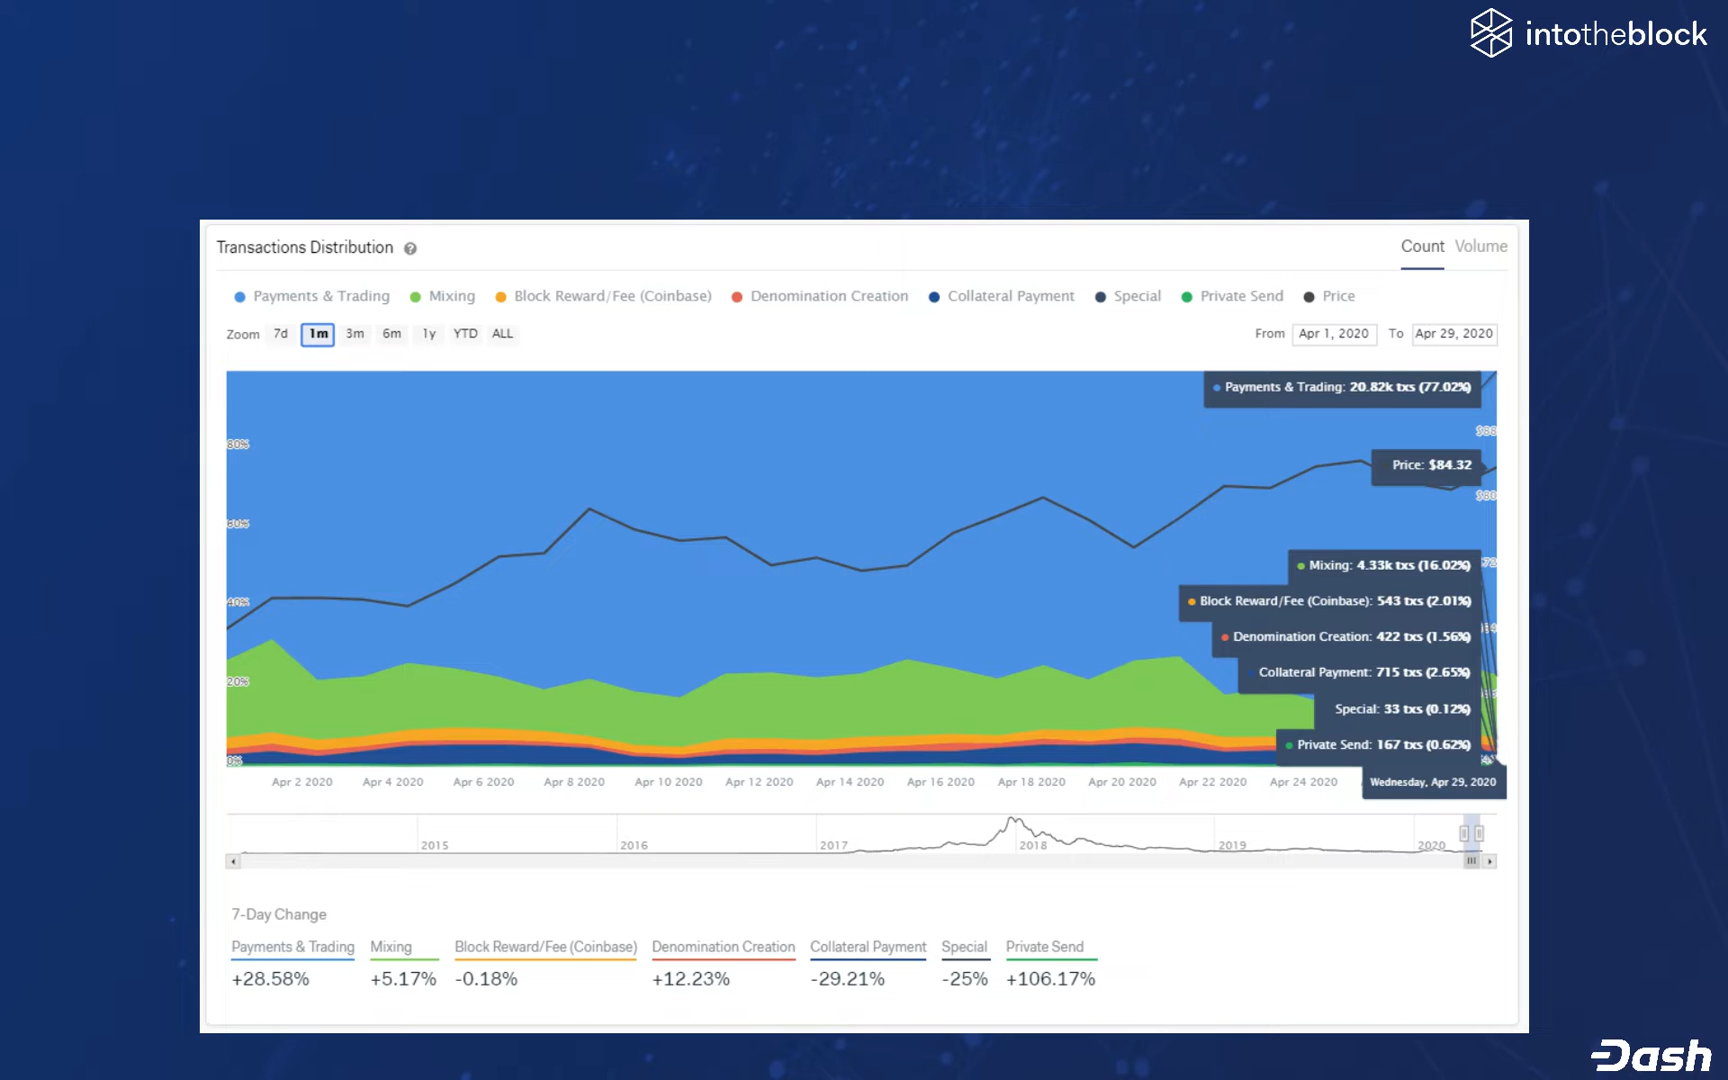 intotheblock
Transactions Distribution ?
Count Volume
Payments & Trading Mixing Block Reward/Fee (Coinbase) Denomination Creation Collateral Payment Special Private Send Price
Zoom 7d 1m 3m 6m 1y YTD ALL From Apr 1, 2020 To Apr 29, 2020
Payments & Trading: 20.82k txs (77.02%)
80%
$88
Price: $84.32
$80
60%
Mixing: 4.33k txs (16.02%)
Block Reward/Fee (Coinbase): 543 txs (2.01%)
40%
Denomination Creation: 422 txs (1.56%)
Collateral Payment: 715 txs (2.65%)
20%
Special: 33 txs (0.12%)
Private Send: 167 txs (0.62%)
0%
Apr 2 2020 Apr 4 2020 Apr 6 2020 Apr 8 2020 Apr 10 2020 Apr 12 2020 Apr 14 2020 Apr 16 2020 Apr 18 2020 Apr 20 2020 Apr 22 2020 Apr 24 2020 Wednesday, Apr 29, 2020
2015 2016 2017 2018 2019 2020
7-Day Change
Payments & Trading Mixing Block Reward/Fee (Coinbase) Denomination Creation Collateral Payment Special Private Send
+28.58% +5.17% -0.18% +12.23% -29.21% -25% +106.17%
Dash